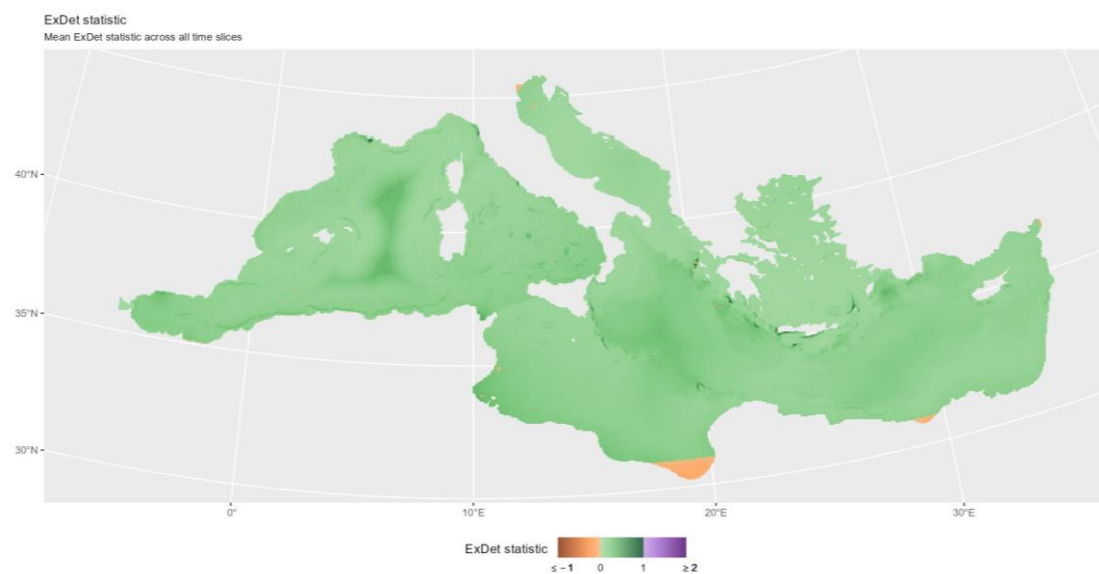 ExDet statistic
Mean ExDet statistic across all time slices
40°N
35°N
30°N
0°
10°E
20°E
30°E
ExDet statistic
≤ −1 0 1 ≥ 2